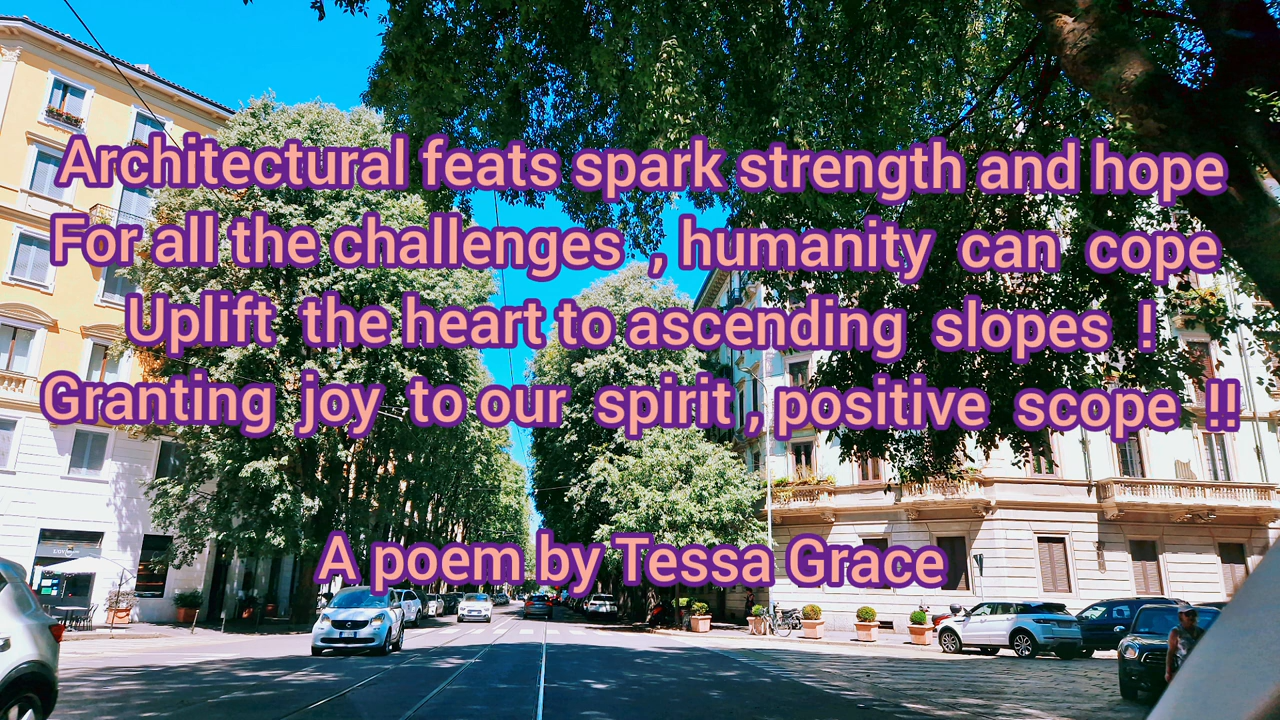 Architectural feats spark strength and hope
For all the challenges , humanity can cope
Uplift the heart to ascending slopes !
Granting joy to our spirit , positive scope !!
A poem by Tessa Grace